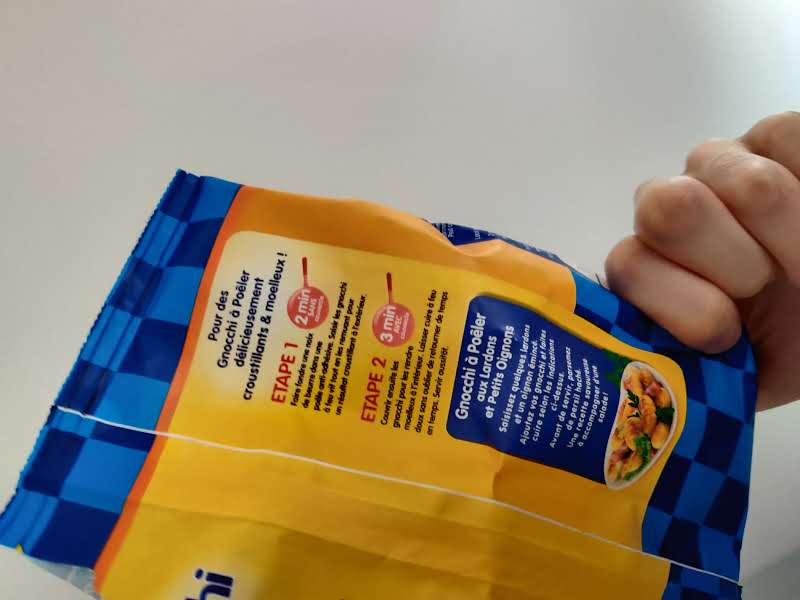 hi
Pour des
Gnocchi à Poêler
délicieusement
croustillants & moelleux !
ETAPE 1
2 min
SANS
couvercle
Faire fondre une noix
de beurre dans une
poêle anti-adhésive. Saisir les gnocchi
à feu vif tout en les remuant pour
un résultat croustillant à l'extérieur.
ETAPE 2
3 min
AVEC
couvercle
Couvrir ensuite les
gnocchi pour les rendre
moelleux à l'intérieur. Laisser cuire à feu
doux sans oublier de retourner de temps
en temps. Servir aussitôt.
Gnocchi à Poêler
aux Lardons
et Petits Oignons
Saisissez quelques lardons
et un oignon émincé.
Ajoutez vos gnocchi et faites
cuire selon les indications
ci-dessus.
Avant de servir, parsemez
de persil haché.
Une recette savoureuse
à accompagner d'une
salade!